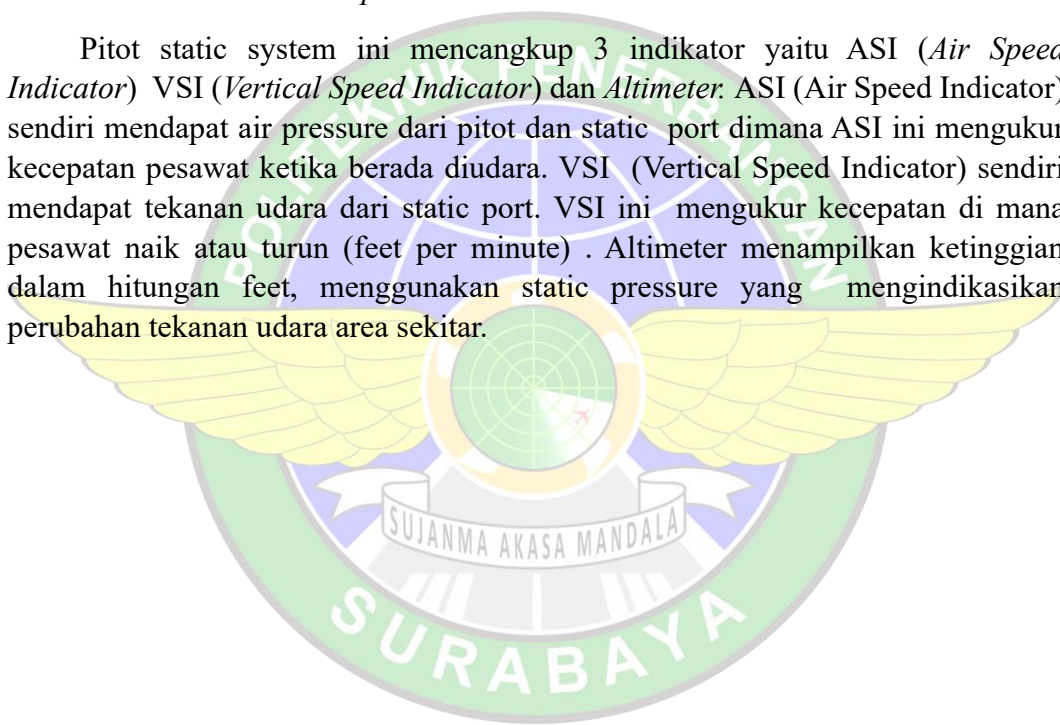 Pitot static system ini mencangkup 3 indikator yaitu ASI (Air Speed
Indicator) VSI (Vertical Speed Indicator) dan Altimeter. ASI (Air Speed Indicator)
sendiri mendapat air pressure dari pitot dan static port dimana ASI ini mengukur
kecepatan pesawat ketika berada diudara. VSI (Vertical Speed Indicator) sendiri
mendapat tekanan udara dari static port. VSI ini mengukur kecepatan di mana
pesawat naik atau turun (feet per minute) . Altimeter menampilkan ketinggian
dalam hitungan feet, menggunakan static pressure yang mengindikasikan
perubahan tekanan udara area sekitar.
POLITEKNIK PENERBANGAN
SUJANMA AKASA MANDALA
SURABAYA